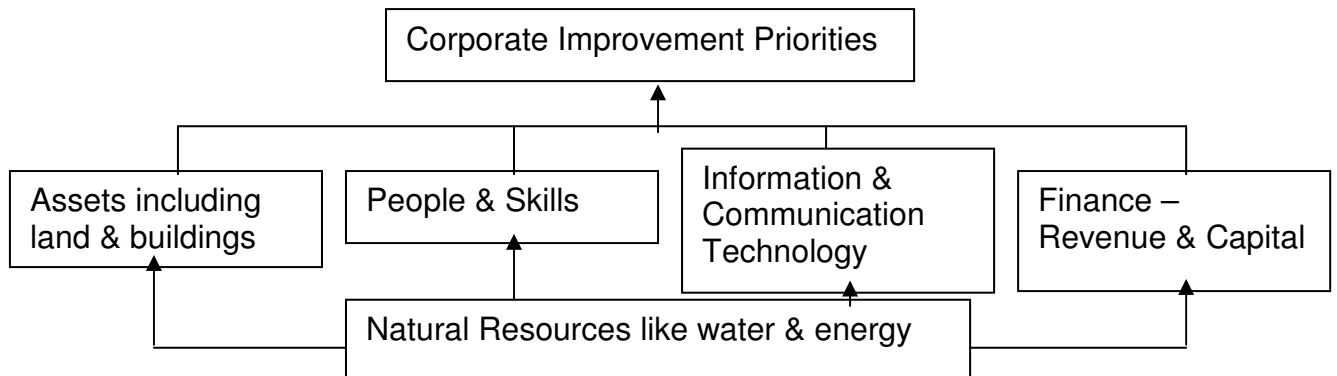 Corporate Improvement Priorities
Assets including
land & buildings
People & Skills
Information &
Communication
Technology
Finance –
Revenue & Capital
Natural Resources like water & energy